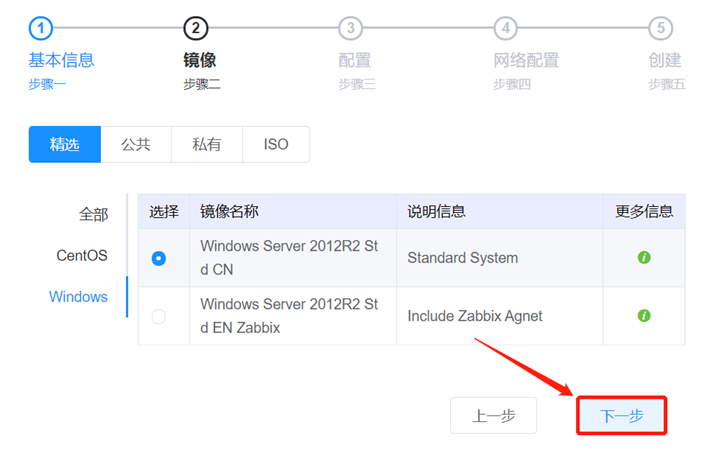 1 2 3 4 5
基本信息 镜像 配置 网络配置 创建
步骤一 步骤二 步骤三 步骤四 步骤五
精选 公共 私有 ISO
全部
CentOS
Windows
选择 镜像名称 说明信息 更多信息
Windows Server 2012R2 St
d CN
Standard System
Windows Server 2012R2 St
d EN Zabbix
Include Zabbix Agnet
上一步 下一步